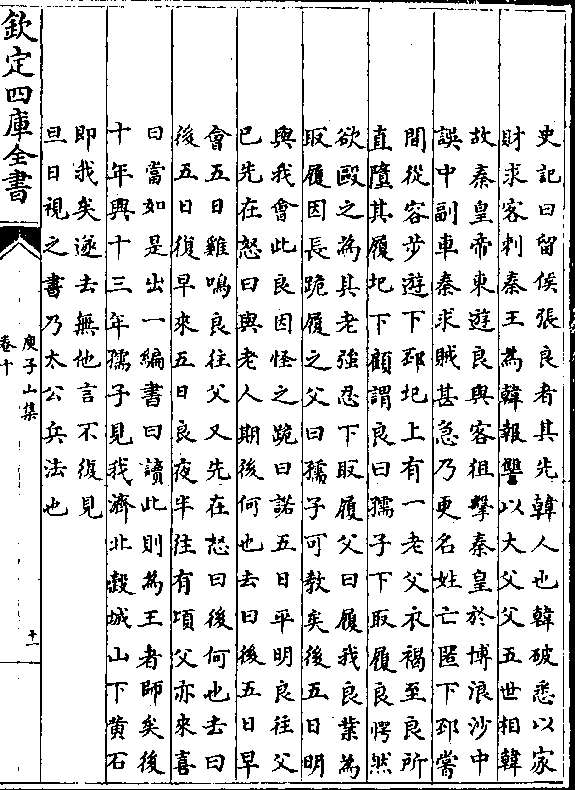 史記曰留侯張良者其先韓人也韓破悉以家
財求客刺秦王為韓報讐以大父父五世相韓
故秦皇帝東遊良與客徂擊秦皇於博浪沙中
誤中副車秦求賊甚急乃更名姓亡匿下邳嘗
間從容步遊下邳圯上有一老父衣褐至良所
直墮其履圯下顧謂良曰孺子下取履良愕然
欲毆之為其老強忍下取履父曰履我良業為
取履因長跪履之父曰孺子可教矣後五日明
與我會此良因怪之跪曰諾五日平明良往父
已先在怒曰與老人期後何也去曰後五日早
會五日雞鳴良往父又先在怒曰後何也去曰
後五日復早來五日良夜半往有頃父亦來喜
曰當如是出一編書曰讀此則為王者師矣後
十年興十三年孺子見我濟北穀城山下黄石
即我矣遂去無他言不復見
旦日視之書乃太公兵法也
欽定四庫全書
庾子山集
卷十
十一